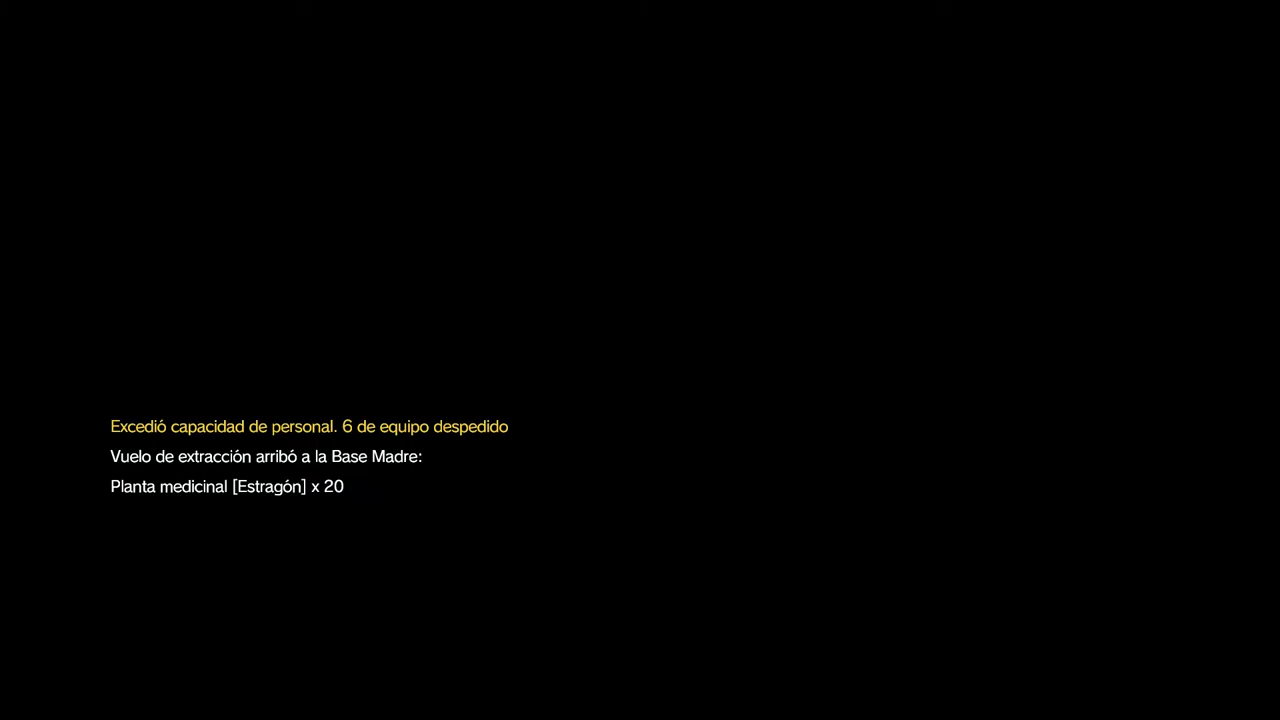 Excedió capacidad de personal. 6 de equipo despedido
Vuelo de extracción arribó a la Base Madre:
Planta medicinal [Estragón] x 20